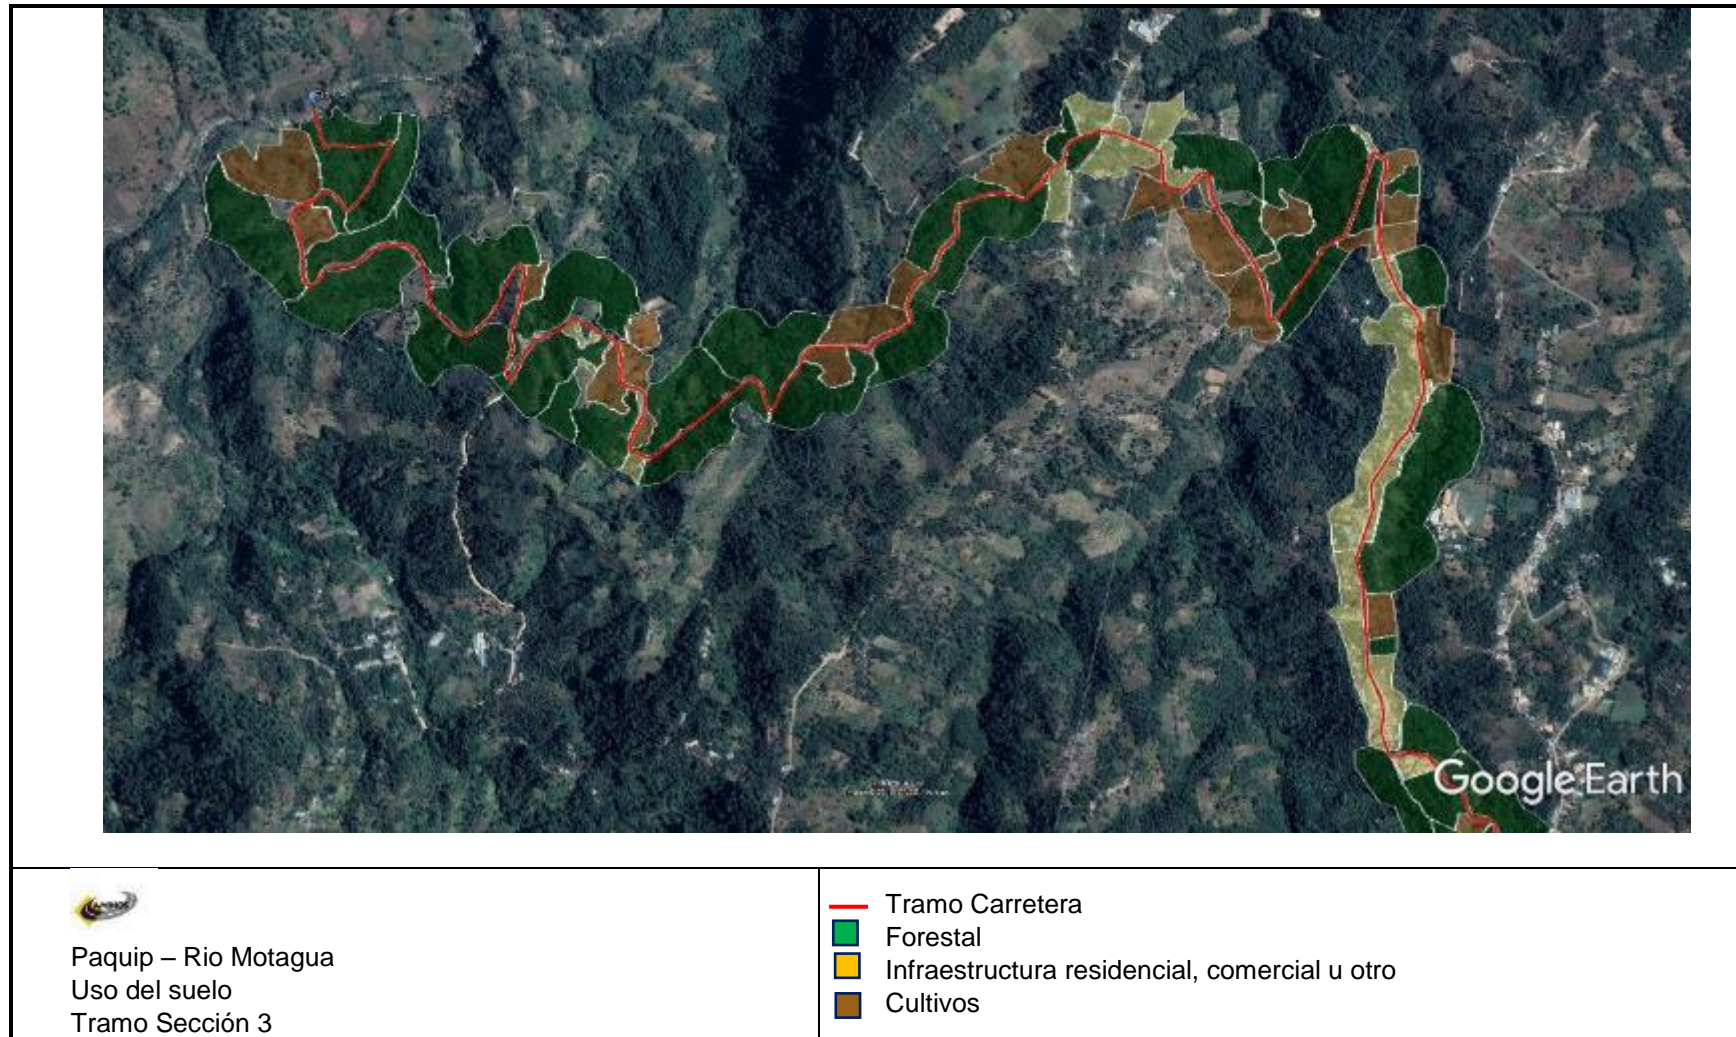 Google Earth
Paquip – Rio Motagua
Uso del suelo
Tramo Sección 3
Tramo Carretera
Forestal
Infraestructura residencial, comercial u otro
Cultivos